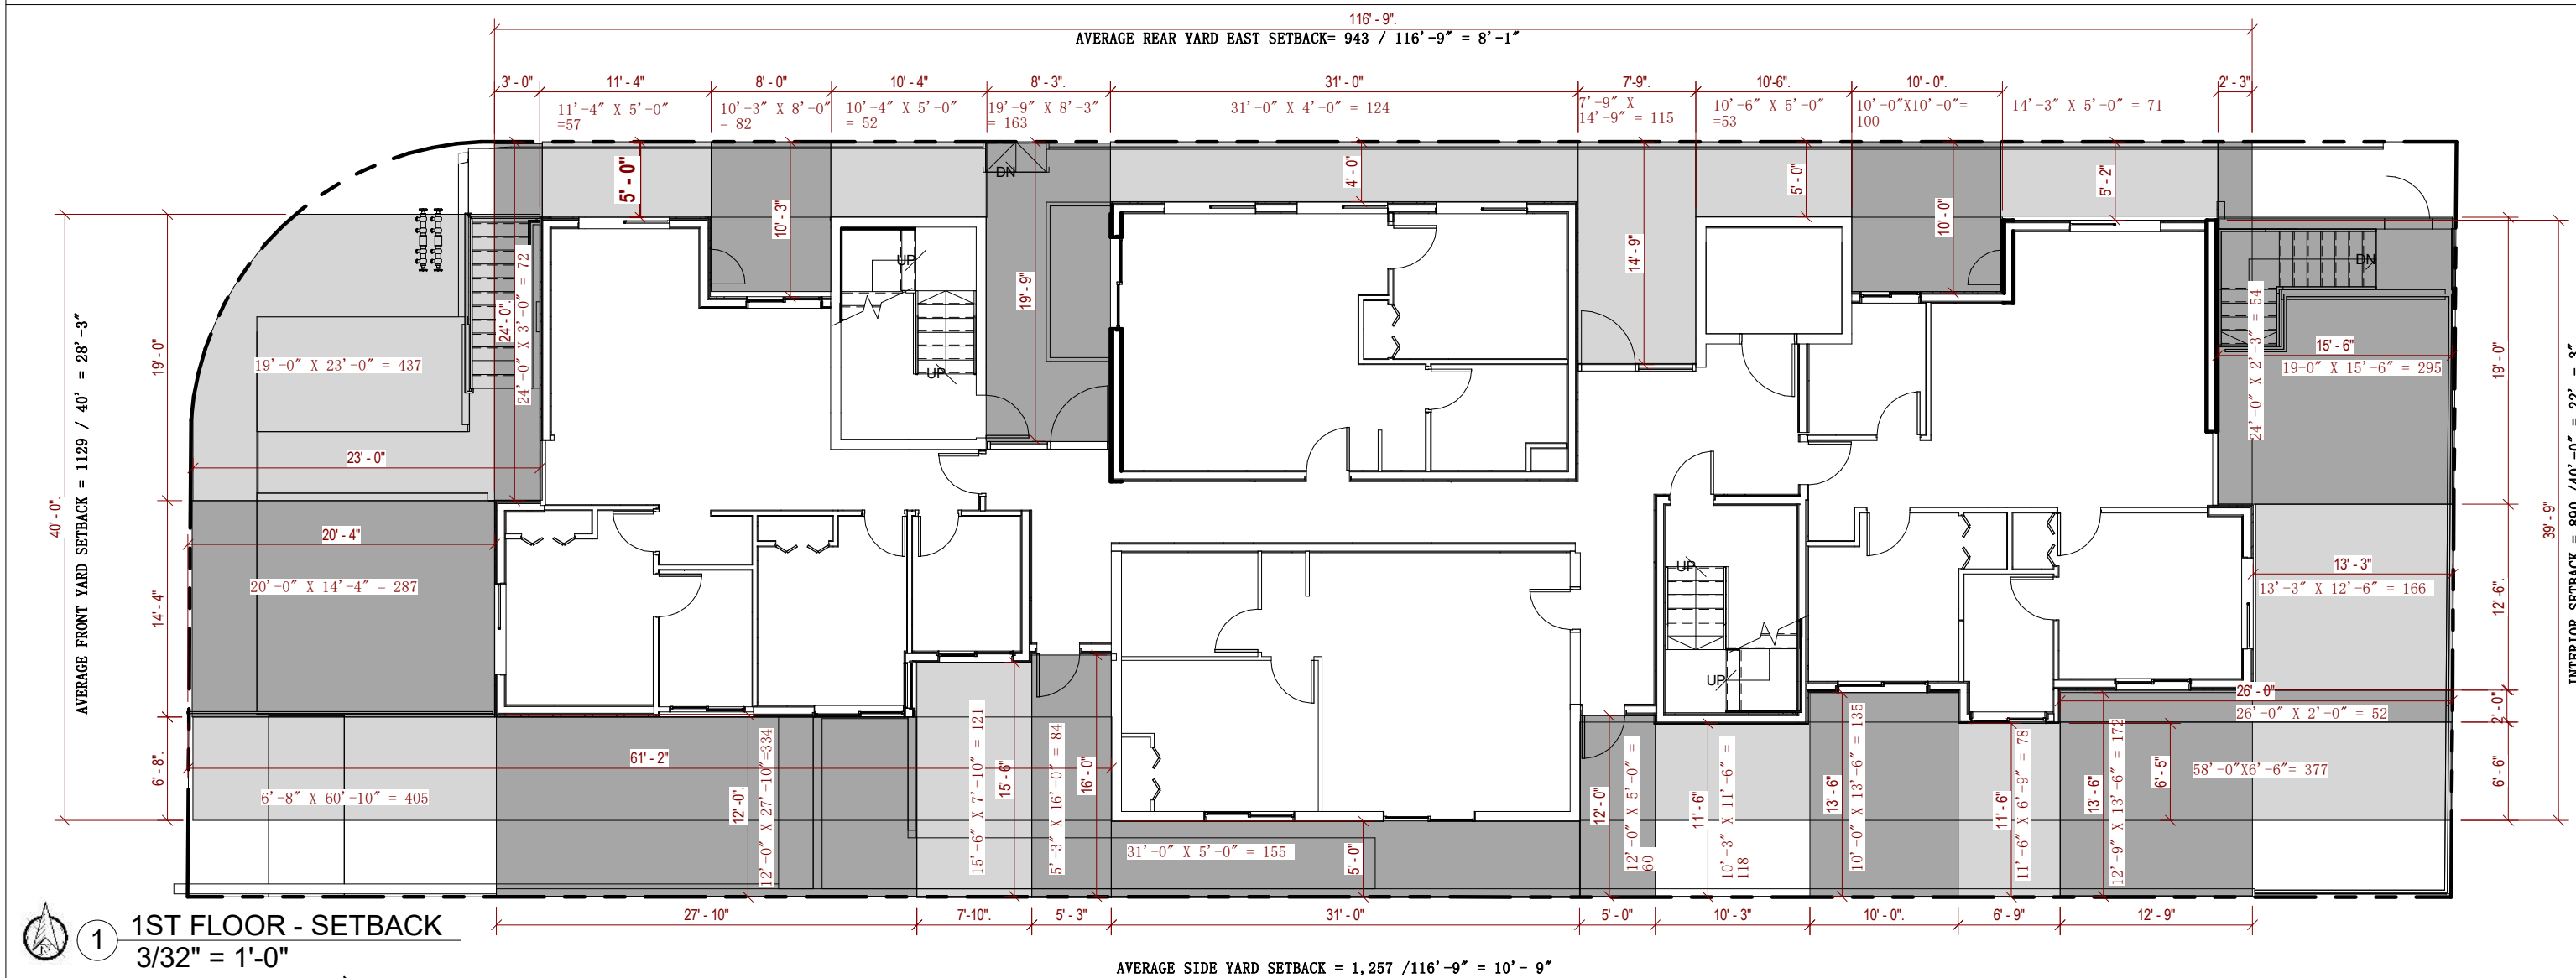 116' - 9".
AVERAGE REAR YARD EAST SETBACK= 943 / 116'-9" = 8'-1"
3' - 0"
11' - 4"
8' - 0"
10' - 4"
8' - 3".
31' - 0"
7'-9".
10'-6".
10' - 0".
2' - 3"
11'-4" X 5'-0"
=57
10'-3" X 8'-0"
= 82
10'-4" X 5'-0"
= 52
19'-9" X 8'-3"
= 163
31'-0" X 4'-0" = 124
7'-9" X
14'-9" = 115
10'-6" X 5'-0"
=53
10'-0"X10'-0"=
100
14'-3" X 5'-0" = 71
5' - 0"
10' - 3"
DN
19' - 9"
4' - 0"
14' - 9"
5' - 0"
10' - 0"
5' - 2"
UP
UP
DN
24' - 0".
24'-0" X 3'-0" = 72
24'-0" X 2'-3" = 54
15' - 6"
19-0" X 15'-6" = 295
19'-0" X 23'-0" = 437
23' - 0"
19' - 0"
40' - 0".
AVERAGE FRONT YARD SETBACK = 1129 / 40' = 28'-3"
14' - 4"
6' - 8".
20' - 4"
20'-0" X 14'-4" = 287
19' - 0"
39' - 9"
12' -6".
2' - 0"
6' - 6"
13' - 3"
13'-3" X 12'-6" = 166
26' - 0"
26'-0" X 2'-0" = 52
58'-0"X6'-6"= 377
6' - 5"
UP
UP
61' - 2"
6'-8" X 60'-10" = 405
12' -0".
12'-0" X 27'-10"=334
15'-6" X 7'-10" = 121
15' - 6"
5'-3" X 16'-0" = 84
16' - 0"
31'-0" X 5'-0" = 155
5' - 0"
12' - 0"
12'-0" X 5'-0" =
60
11' - 6"
10'-3" X 11'-6" =
118
13' - 6"
10'-0" X 13'-6" = 135
11' - 6"
11'-6" X 6'-9" = 78
13' - 6"
12'-9" X 13'-6" = 172
27' - 10"
7'-10".
5' - 3"
31' - 0"
5' - 0"
10' - 3"
10' - 0".
6' - 9"
12' - 9"
1
1ST FLOOR - SETBACK
3/32" = 1'-0"
AVERAGE SIDE YARD SETBACK = 1,257 /116'-9" = 10'- 9"